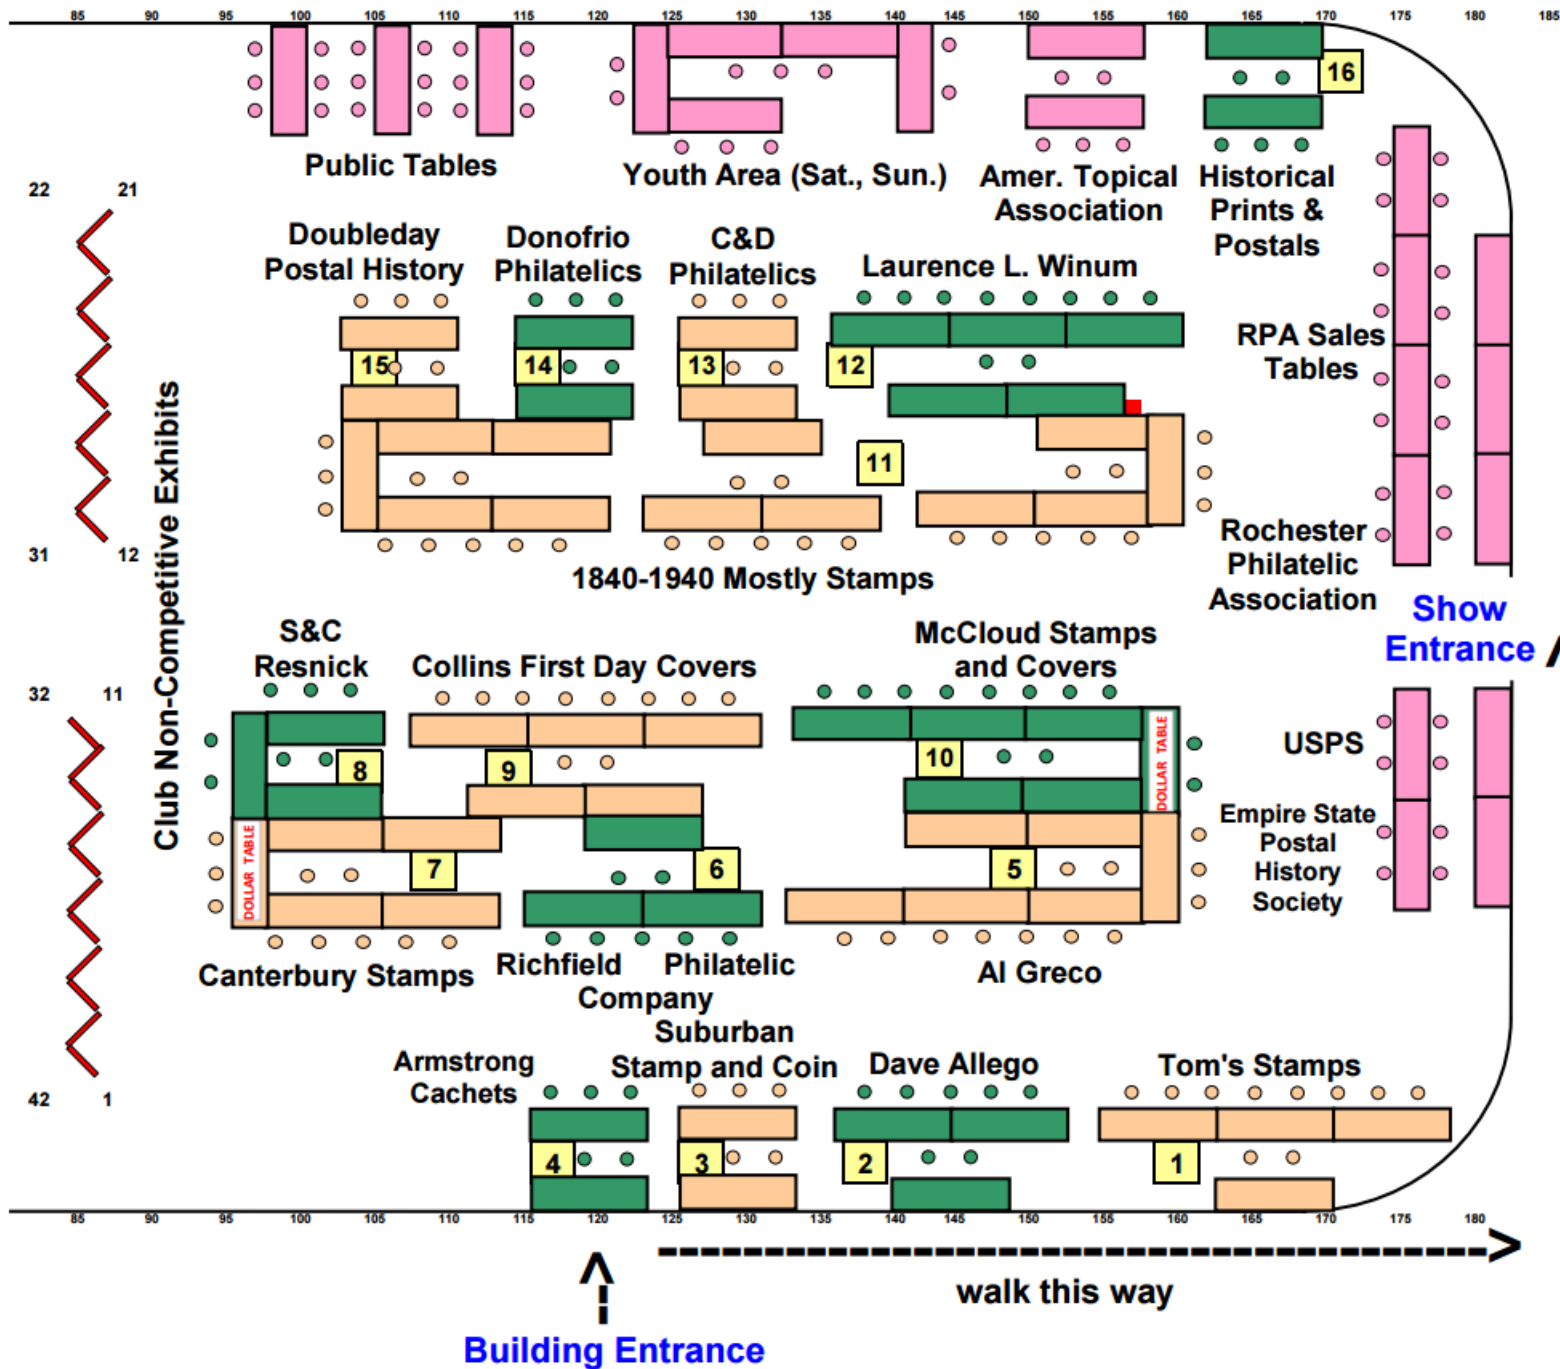 85 90 95 100 105 110 115 120 125 130 135 140 145 150 155 160 165 170 175 180 185
16
Public Tables
Youth Area (Sat., Sun.)
Amer. Topical
Association
Historical
Prints &
Postals
22 21
Doubleday
Postal History
Donofrio
Philatelics
C&D
Philatelics
Laurence L. Winum
15
14
13
12
RPA Sales
Tables
11
Club Non-Competitive Exhibits
31 12
1840-1940 Mostly Stamps
Rochester
Philatelic
Association
Show
Entrance
32 11
S&C
Resnick
Collins First Day Covers
McCloud Stamps
and Covers
8
9
10
DOLLAR TABLE
USPS
DOLLAR TABLE
7
6
5
Empire State
Postal
History
Society
Canterbury Stamps
Richfield Philatelic
Company
Al Greco
Armstrong
Cachets
Suburban
Stamp and Coin
Dave Allego
Tom's Stamps
42 1
4
3
2
1
85 90 95 100 105 110 115 120 125 130 135 140 145 150 155 160 165 170 175 180
walk this way
Building Entrance